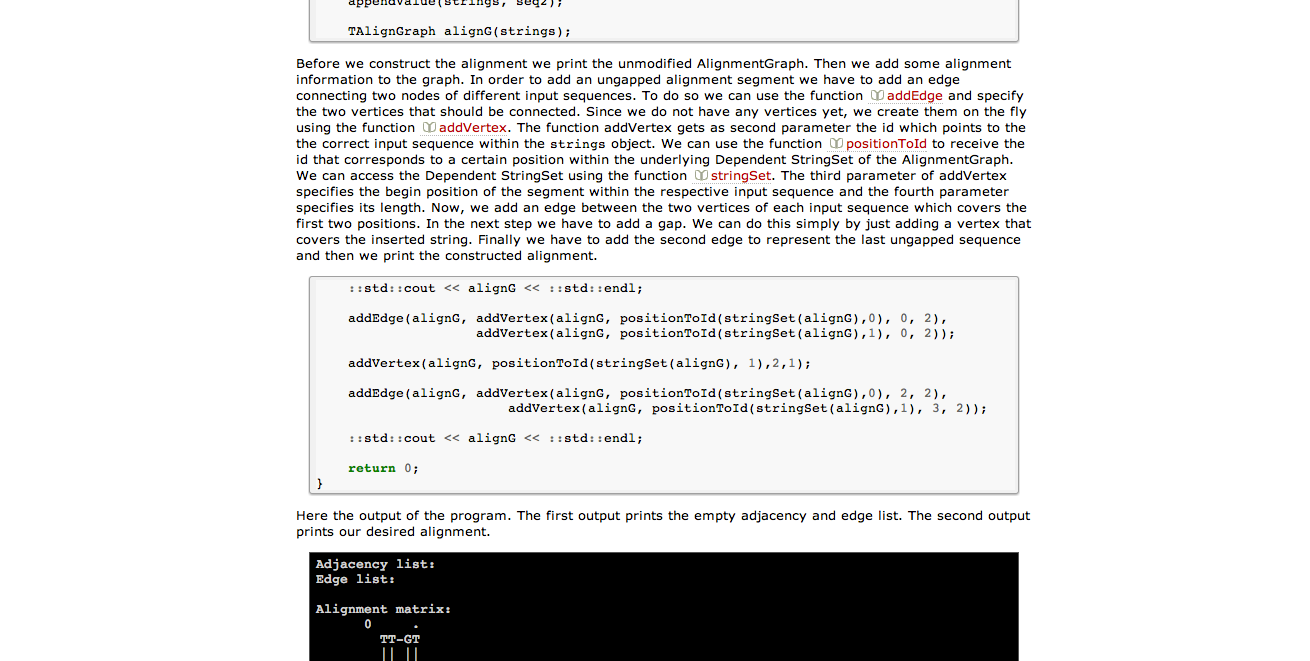 appendValue(strings, seq2);
TAlignGraph alignG(strings);
Before we construct the alignment we print the unmodified AlignmentGraph. Then we add some alignment
information to the graph. In order to add an ungapped alignment segment we have to add an edge
connecting two nodes of different input sequences. To do so we can use the function addEdge and specify
the two vertices that should be connected. Since we do not have any vertices yet, we create them on the fly
using the function addVertex. The function addVertex gets as second parameter the id which points to the
the correct input sequence within the strings object. We can use the function positionToId to receive the
id that corresponds to a certain position within the underlying Dependent StringSet of the AlignmentGraph.
We can access the Dependent StringSet using the function stringSet. The third parameter of addVertex
specifies the begin position of the segment within the respective input sequence and the fourth parameter
specifies its length. Now, we add an edge between the two vertices of each input sequence which covers the
first two positions. In the next step we have to add a gap. We can do this simply by just adding a vertex that
covers the inserted string. Finally we have to add the second edge to represent the last ungapped sequence
and then we print the constructed alignment.
::std::cout << alignG << ::std::endl;
addEdge(alignG, addVertex(alignG, positionToId(stringSet(alignG),0), 0, 2),
addVertex(alignG, positionToId(stringSet(alignG),1), 0, 2));
addVertex(alignG, positionToId(stringSet(alignG), 1),2,1);
addEdge(alignG, addVertex(alignG, positionToId(stringSet(alignG),0), 2, 2),
addVertex(alignG, positionToId(stringSet(alignG),1), 3, 2));
::std::cout << alignG << ::std::endl;
return 0;
}
Here the output of the program. The first output prints the empty adjacency and edge list. The second output
prints our desired alignment.
Adjacency list:
Edge list:
Alignment matrix:
0 .
TT-GT
|| ||